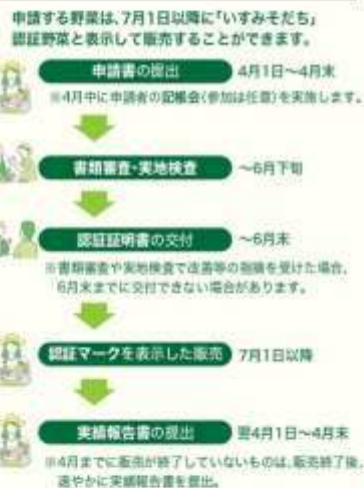 申請する野菜は、7月1日以降に「いすみそだち」
認証野菜と表示して販売することができます。
申請書の提出 4月1日〜4月末
※4月中に申請者の記帳会(参加は任意)を実施します。
書類審査・実地検査 〜6月下旬
認証証明書の交付 〜6月末
※書類審査や実地検査で改善等の指摘を受けた場合、
6月末までに交付できない場合があります。
認証マークを表示した販売 7月1日以降
実績報告書の提出 翌4月1日〜4月末
※4月までに販売が終了していないものは、販売終了後、
速やかに実績報告書を提出。